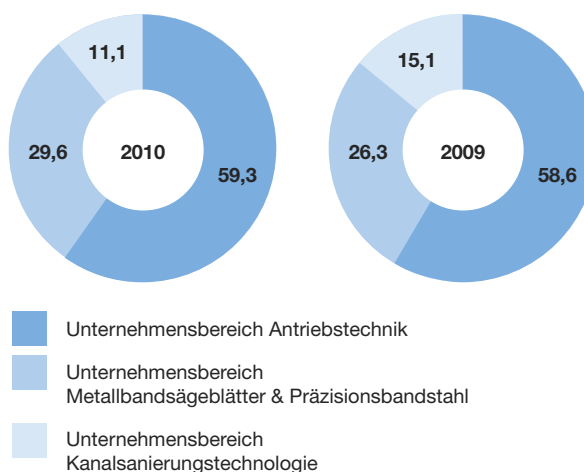 11,1
29,6
2010
59,3
15,1
26,3
2009
58,6
Unternehmensbereich Antriebstechnik
Unternehmensbereich
Metallbandsägeblätter & Präzisionsbandstahl
Unternehmensbereich
Kanalsanierungstechnologie